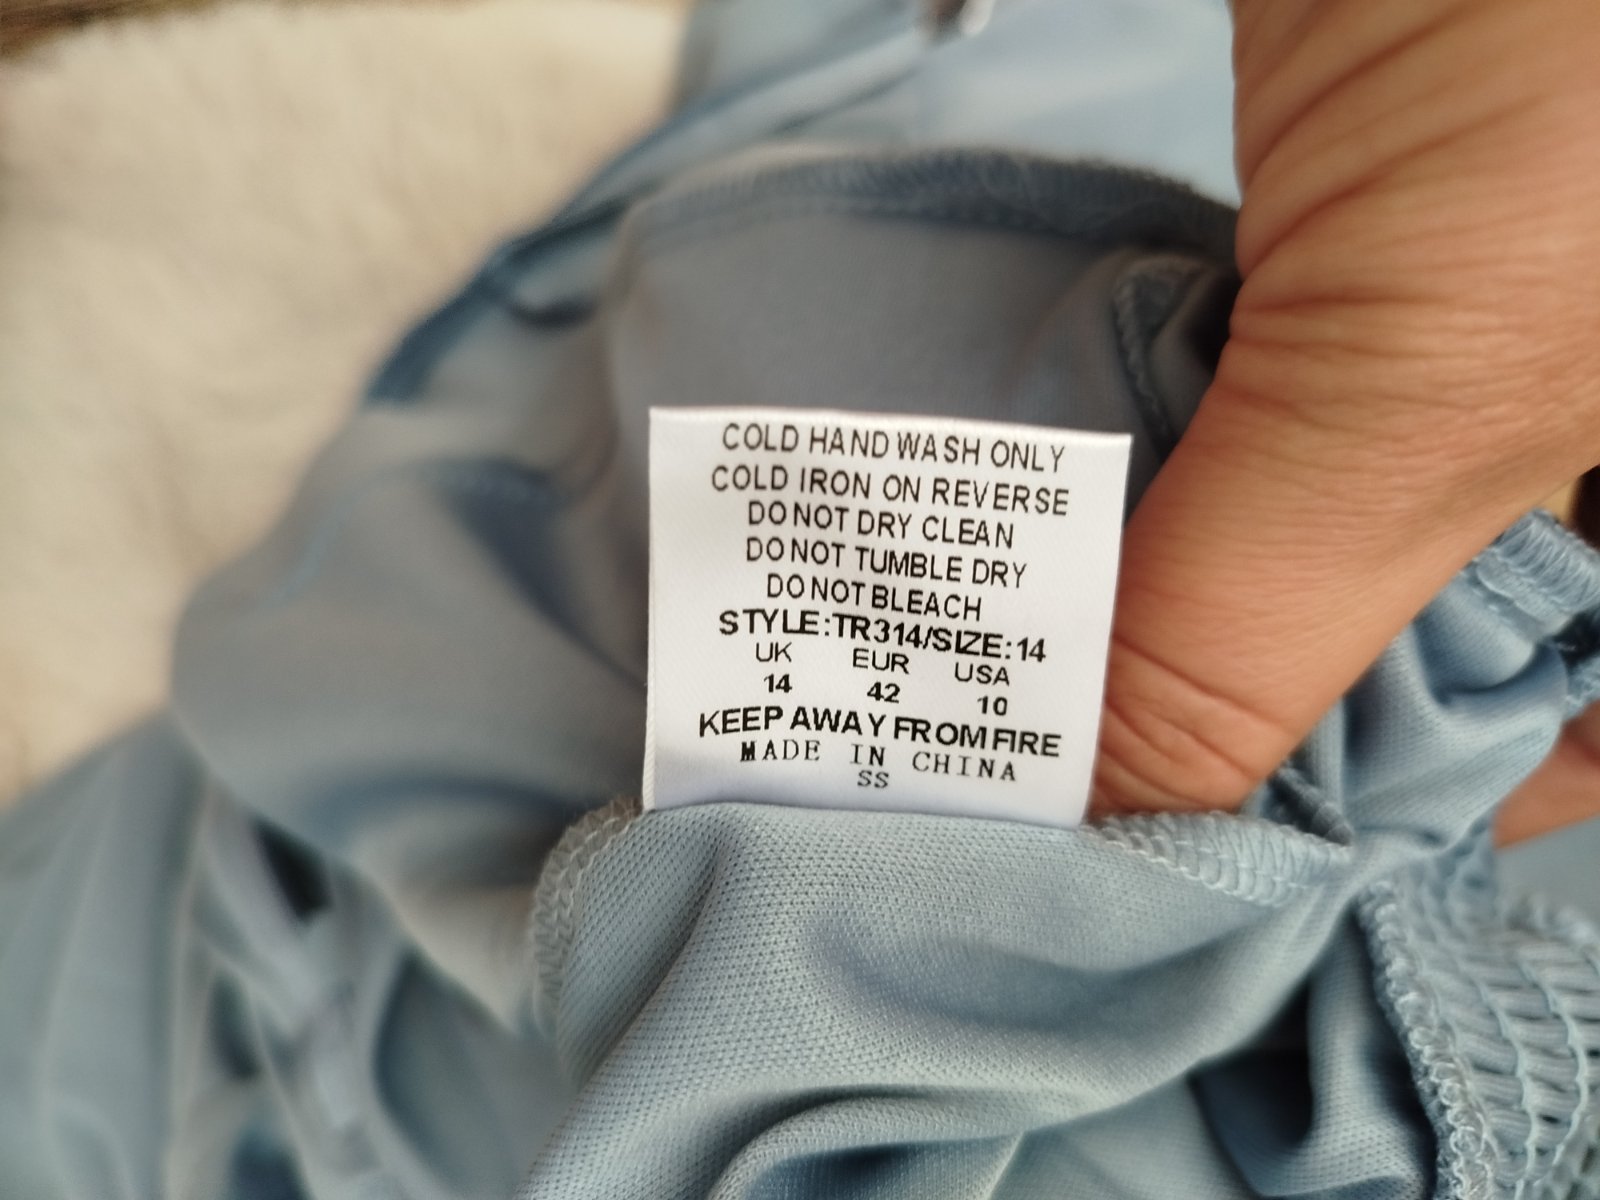 COLD HAND WASH ONLY
COLD IRON ON REVERSE
DO NOT DRY CLEAN
DO NOT TUMBLE DRY
DO NOT BLEACH
STYLE:TR314/SIZE:14
UK EUR USA
14 42 10
KEEP AWAY FROM FIRE
MADE IN CHINA
SS